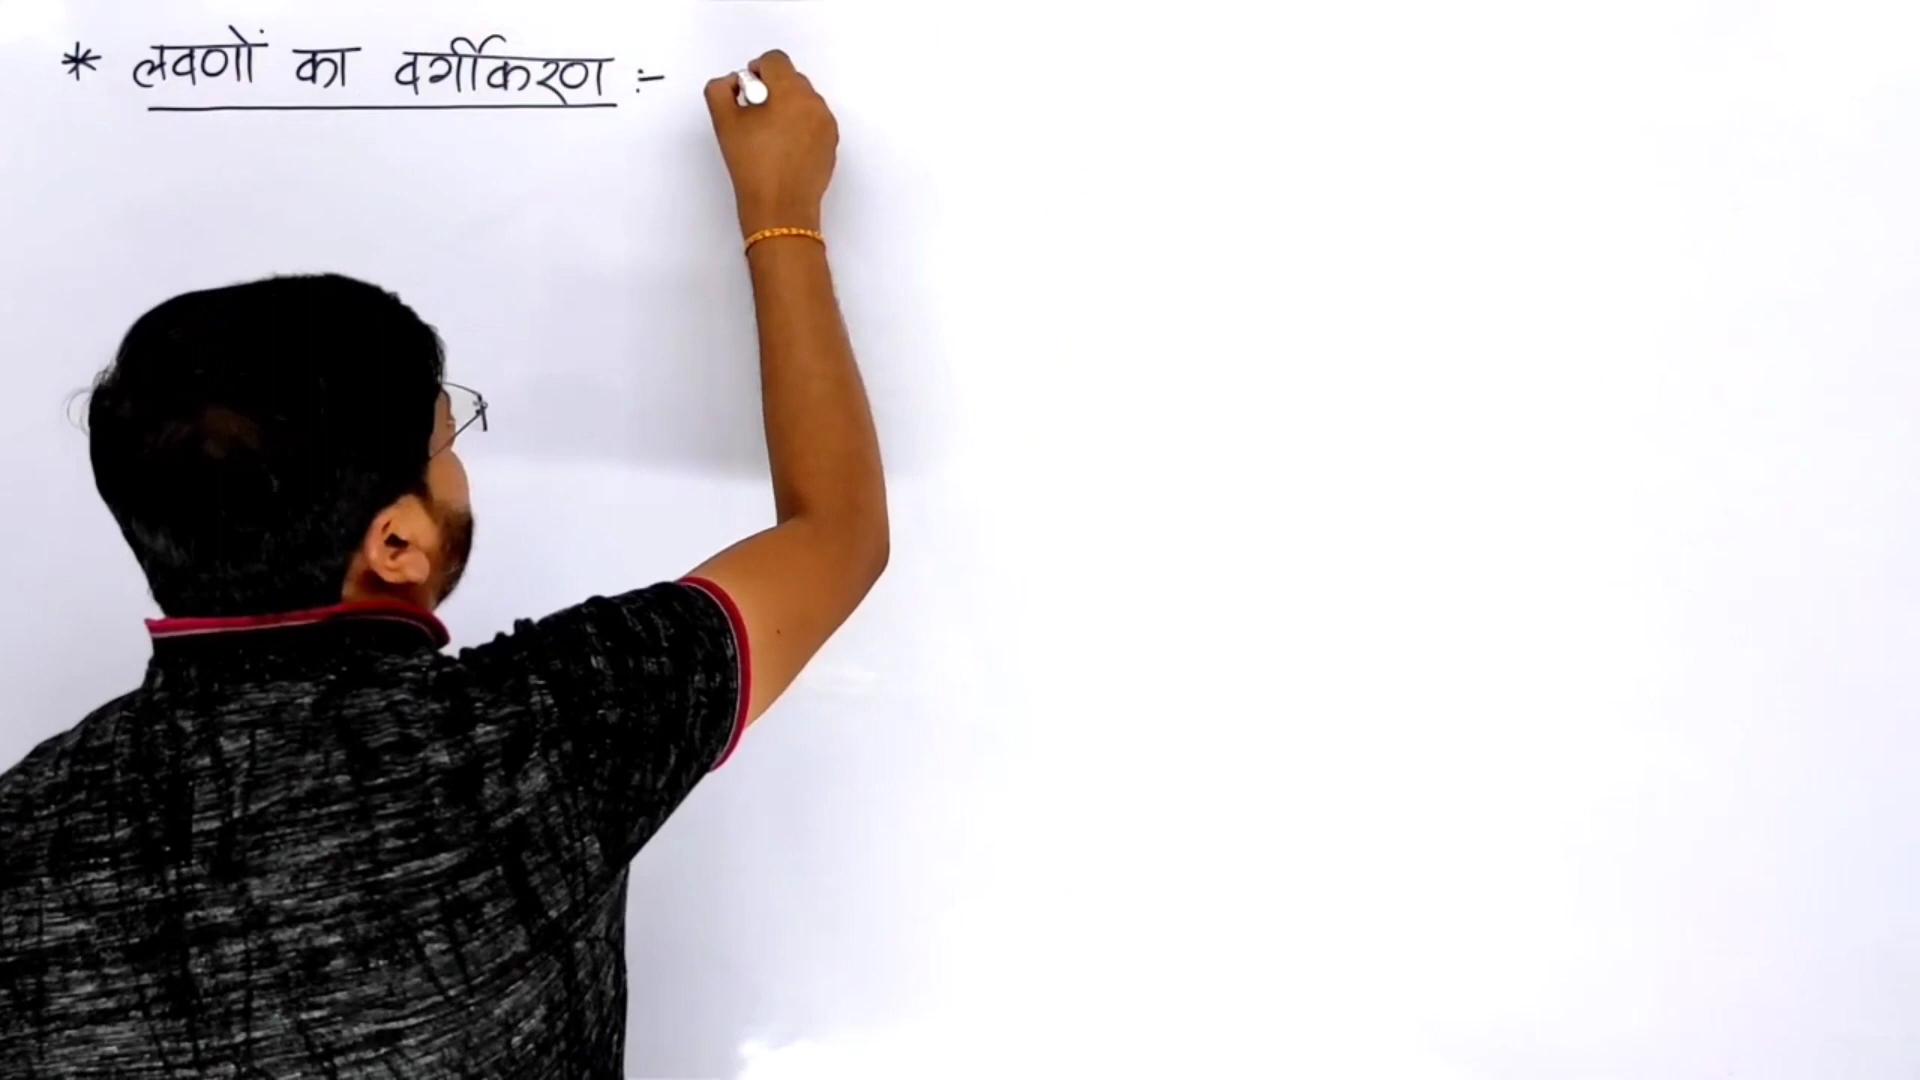 * लवणों का वर्गीकरण :-